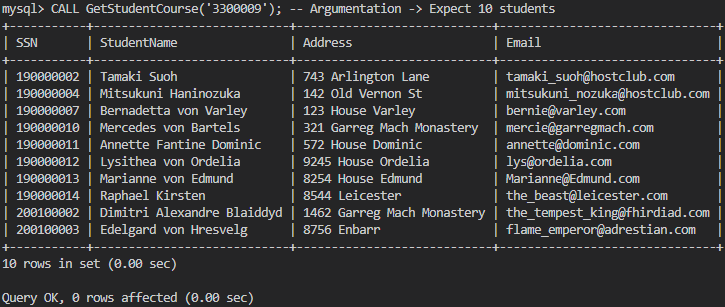 mysql> CALL GetStudentCourse('3300009'); -- Argumentation -> Expect 10 students
+-----------+----------------------------+---------------------------+-----------------------------+
| SSN       | StudentName                | Address                   | Email                       |
+-----------+----------------------------+---------------------------+-----------------------------+
| 190000002 | Tamaki Suoh                | 743 Arlington Lane        | tamaki_suoh@hostclub.com    |
| 190000004 | Mitsukuni Haninozuka       | 142 Old Vernon St         | mitsukuni_nozuka@hostclub.com |
| 190000007 | Bernadetta von Varley      | 123 House Varley          | bernie@varley.com           |
| 190000010 | Mercedes von Bartels       | 321 Garreg Mach Monastery | mercie@garregmach.com       |
| 190000011 | Annette Fantine Dominic    | 572 House Dominic         | annette@dominic.com         |
| 190000012 | Lysithea von Ordelia       | 9245 House Ordelia        | lys@ordelia.com             |
| 190000013 | Marianne von Edmund        | 8254 House Edmund         | Marianne@Edmund.com         |
| 190000014 | Raphael Kirsten            | 8544 Leicester            | the_beast@leicester.com     |
| 200100002 | Dimitri Alexandre Blaiddyd | 1462 Garreg Mach Monastery | the_tempest_king@fhirdiad.com |
| 200100003 | Edelgard von Hresvelg      | 8756 Enbarr               | flame_emperor@adrestian.com |
+-----------+----------------------------+---------------------------+-----------------------------+
10 rows in set (0.00 sec)

Query OK, 0 rows affected (0.00 sec)